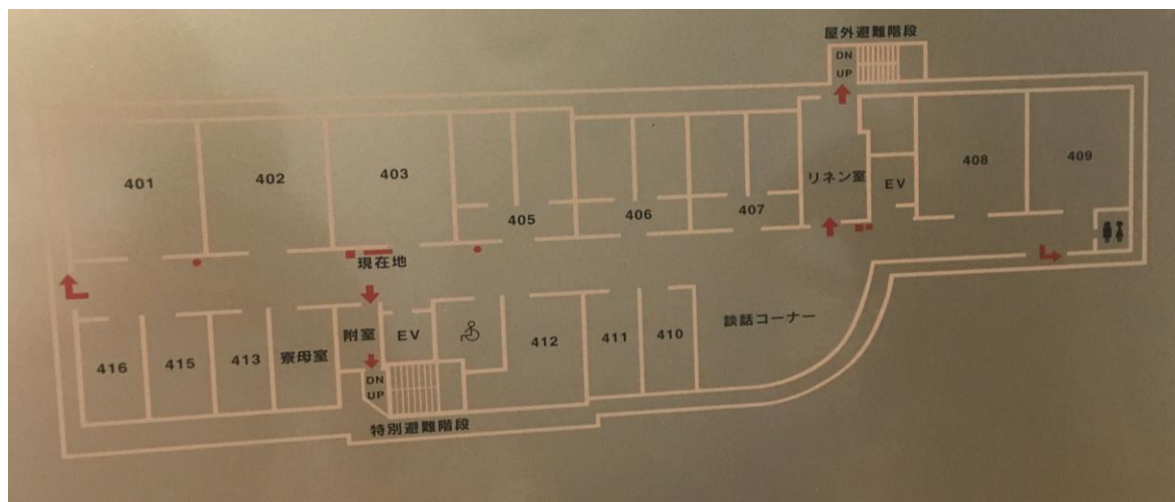 屋外避難階段
DN
UP
401
402
403
405
406
407
リネン室
EV
408
409
現在地
416
415
413
寮母室
附室
EV
412
411
410
談話コーナー
DN
UP
特別避難階段